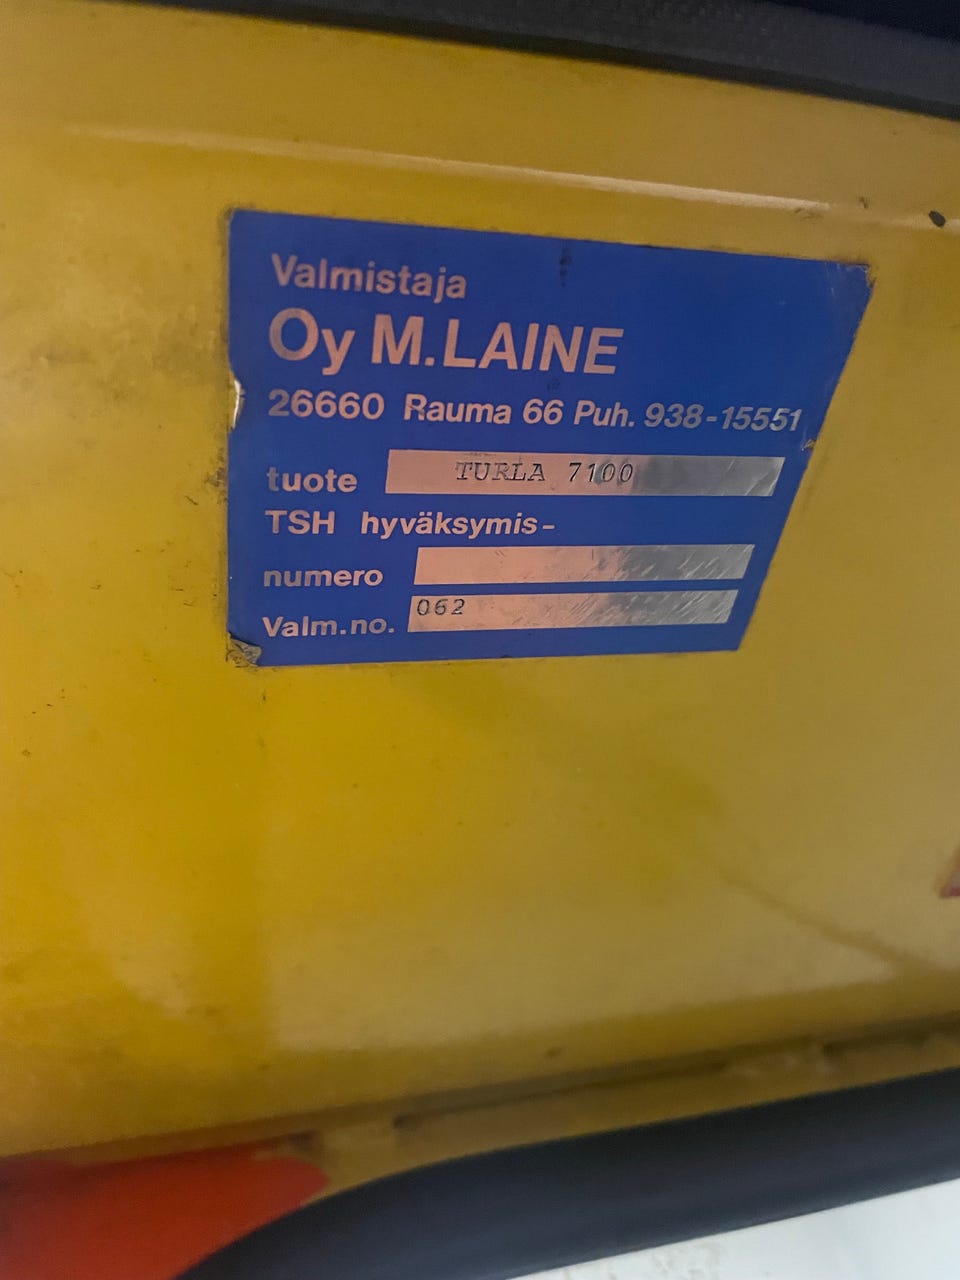 Valmistaja
Oy M.LAINE
26660 Rauma 66 Puh. 938-15551
tuote TURLA 7100
TSH hyväksymis-
numero
Valm.no. 062